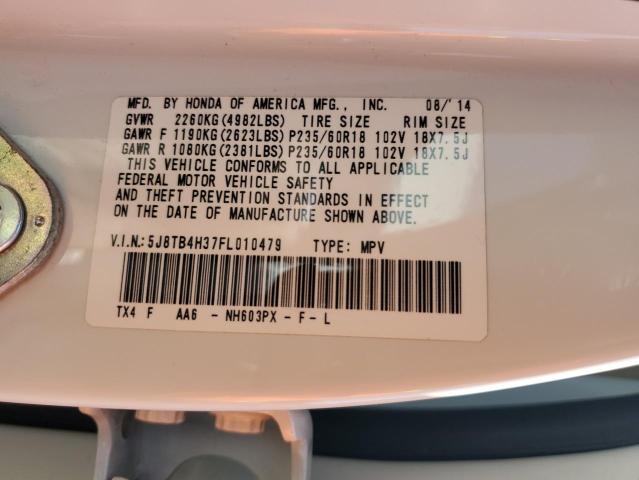 MFD. BY HONDA OF AMERICA MFG., INC. 08/'14
GVWR 2260KG(4982LBS) TIRE SIZE RIM SIZE
GAWR F 1190KG(2623LBS)P235/60R18 102V 18X7.5J
GAWR R 1080KG(2381LBS)P235/60R18 102V 18X7.5J
THIS VEHICLE CONFORMS TO ALL APPLICABLE
FEDERAL MOTOR VEHICLE SAFETY
AND THEFT PREVENTION STANDARDS IN EFFECT
ON THE DATE OF MANUFACTURE SHOWN ABOVE.
V.I.N.:5J8TB4H37FL010479 TYPE: MPV
TX4 F AA6 - NH603PX - F - L